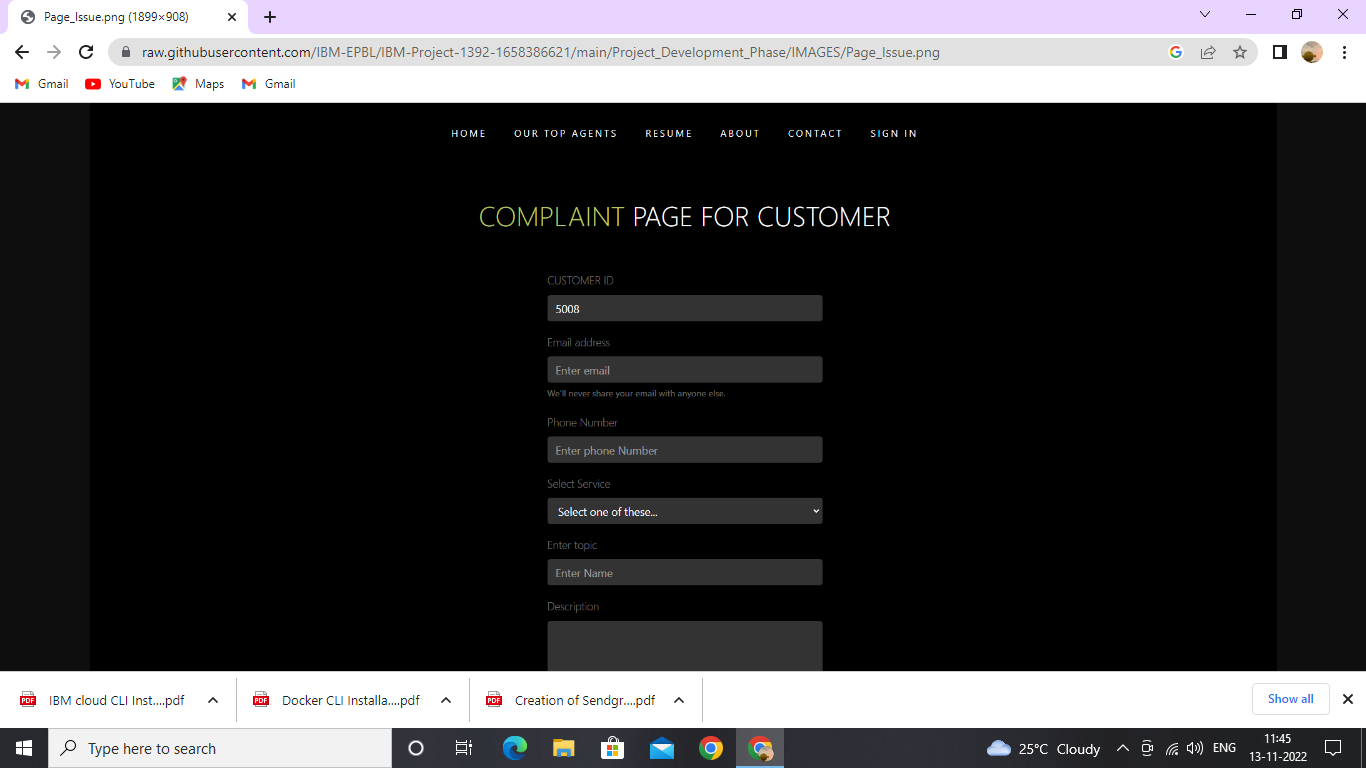 Page_Issue.png (1899×908)
raw.githubusercontent.com/IBM-EPBL/IBM-Project-1392-1658386621/main/Project_Development_Phase/IMAGES/Page_Issue.png
Gmail YouTube Maps Gmail
HOME OUR TOP AGENTS RESUME ABOUT CONTACT SIGN IN
COMPLAINT PAGE FOR CUSTOMER
CUSTOMER ID
5008
Email address
Enter email
We'll never share your email with anyone else.
Phone Number
Enter phone Number
Select Service
Select one of these...
Enter topic
Enter Name
Description
IBM cloud CLI Inst....pdf Docker CLI Installa....pdf Creation of Sendgr....pdf Show all
Type here to search 25°C Cloudy ENG 11:45
13-11-2022